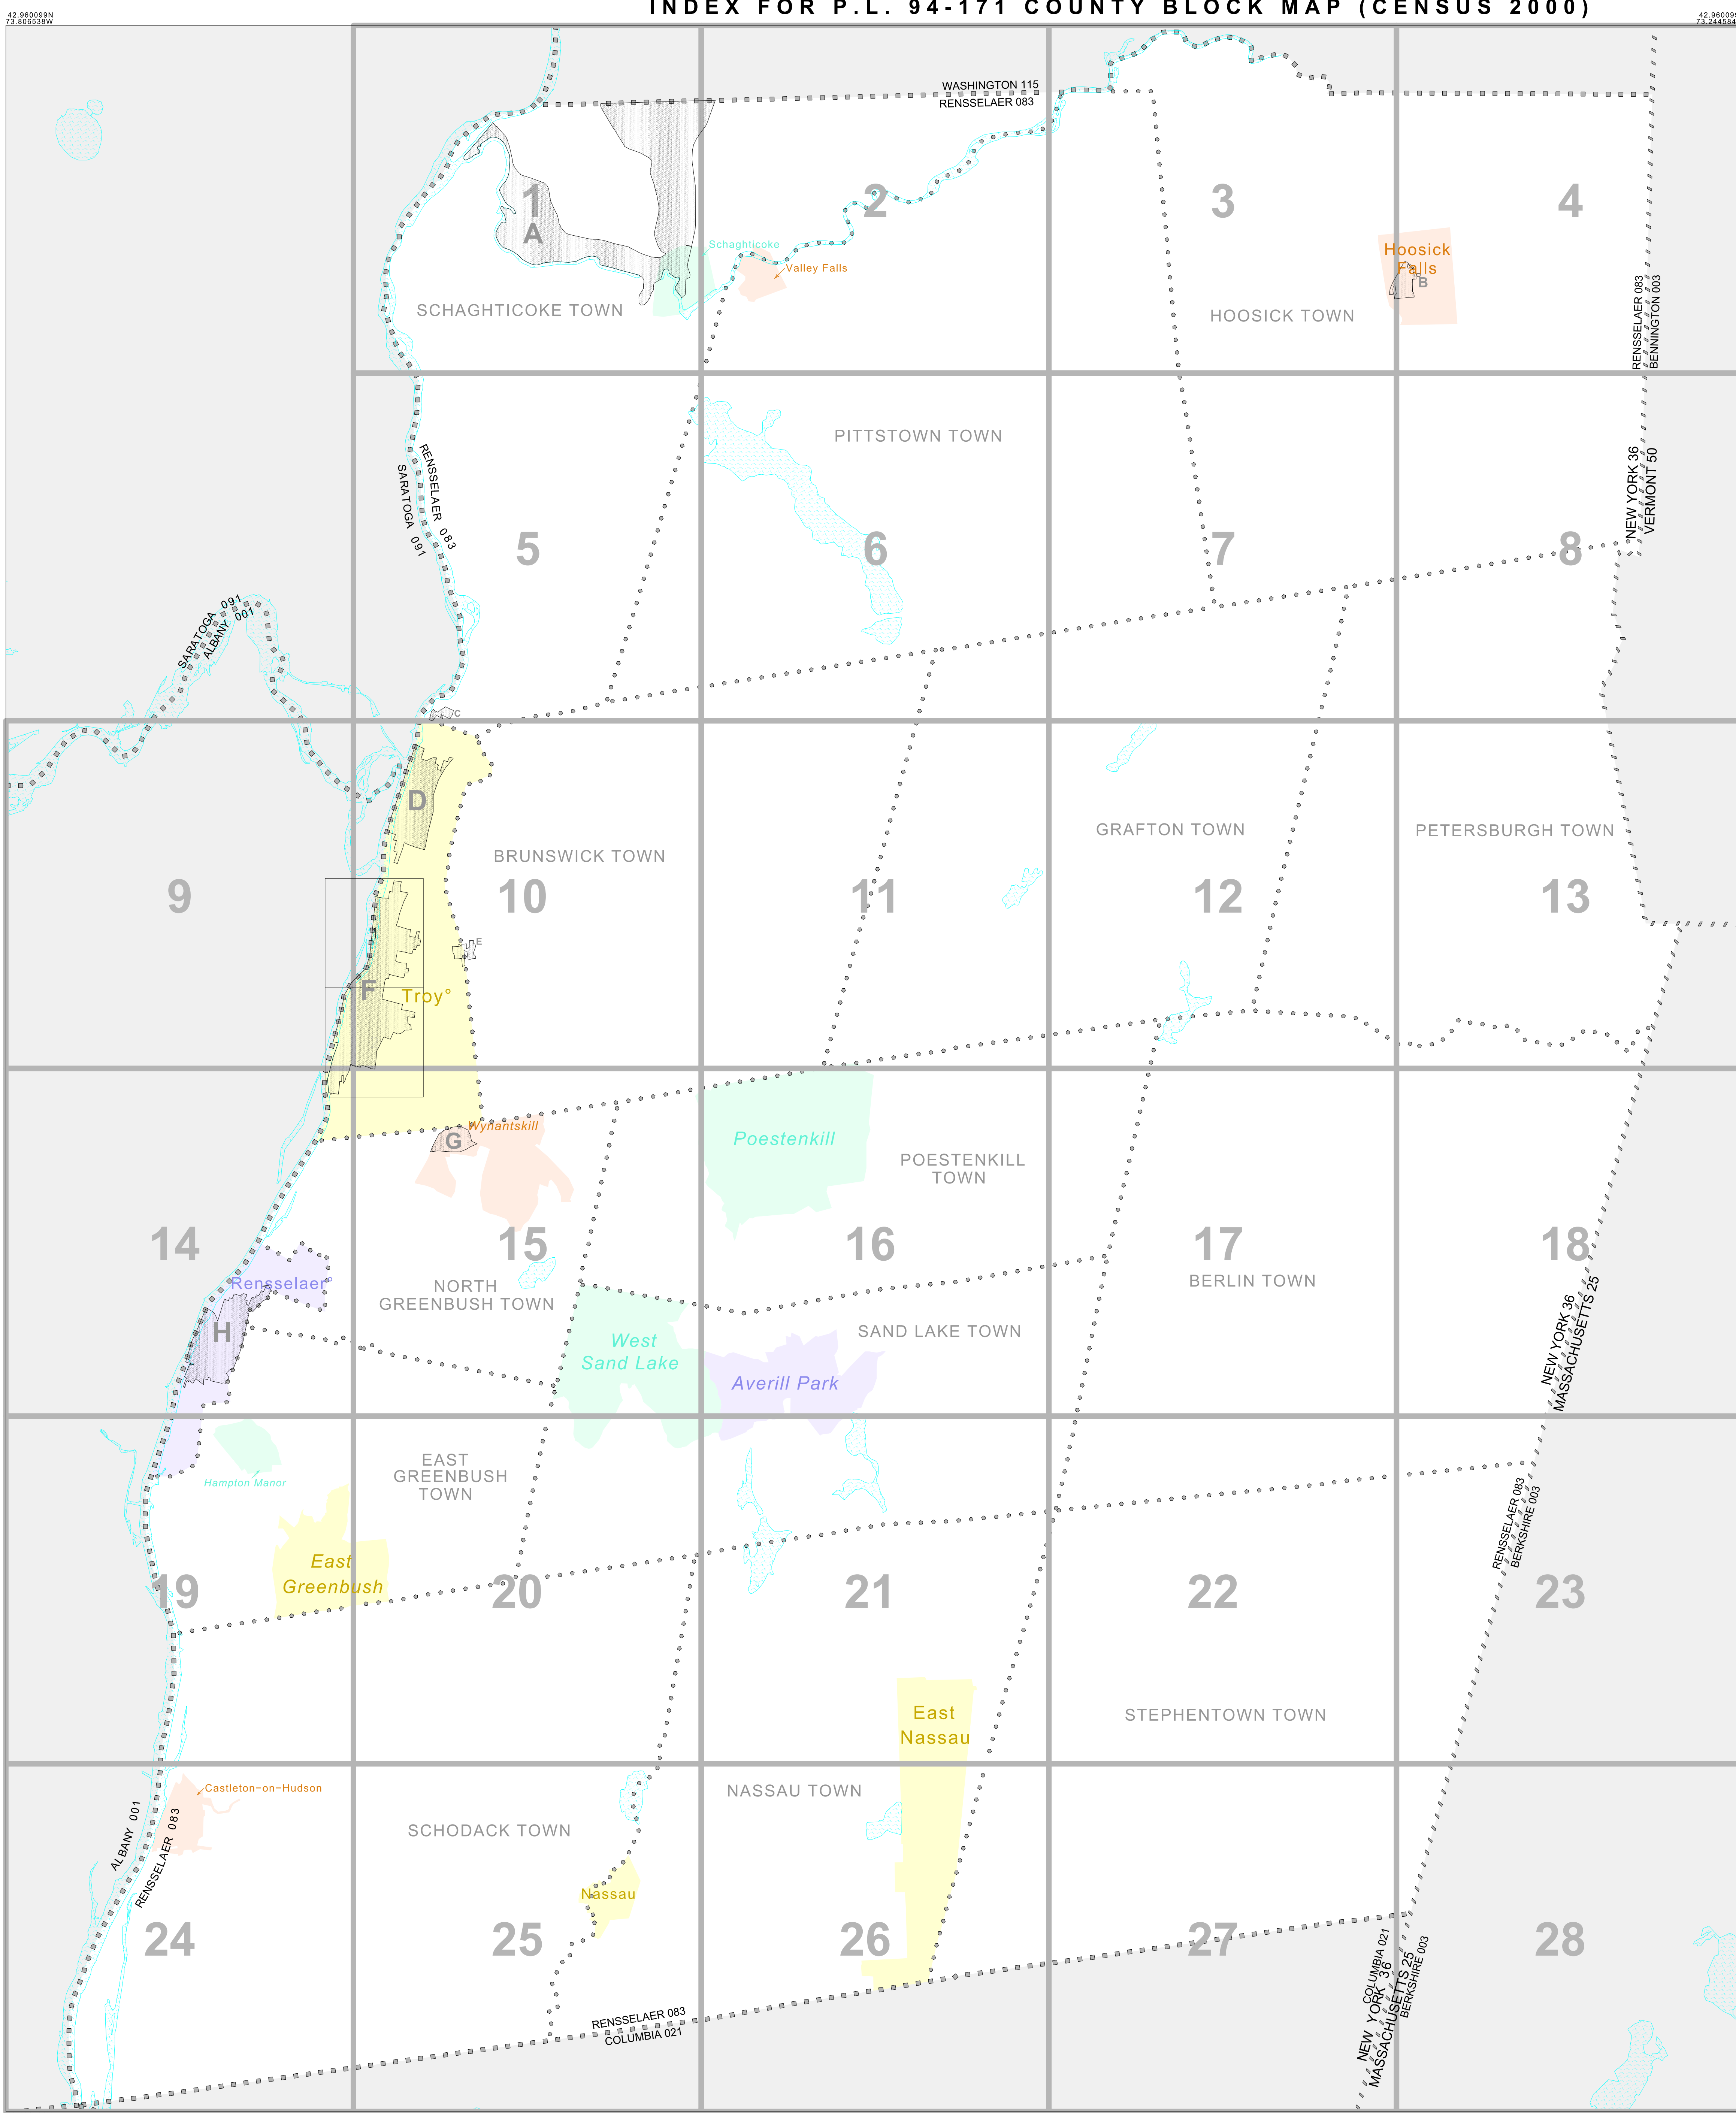 INDEX FOR P.L. 94-171 COUNTY BLOCK MAP (CENSUS 2000)
42.960099N
73.806538W
42.960099
73.244584
WASHINGTON 115
RENSSELAER 083
1
A
2
3
4
Schaghticoke
Valley Falls
Hoosick
Falls
B
SCHAGHTICOKE TOWN
HOOSICK TOWN
RENSSELAER 083
BENNINGTON 003
PITTSTOWN TOWN
RENSSELAER 083
SARATOGA 091
NEW YORK 36
VERMONT 50
5
6
7
8
SARATOGA 091
ALBANY 001
C
D
BRUNSWICK TOWN
GRAFTON TOWN
PETERSBURGH TOWN
9
10
11
12
13
E
F
Troy°
2
Wynantskill
G
Poestenkill
POESTENKILL
TOWN
14
15
16
17
18
Rensselaer°
NORTH
GREENBUSH TOWN
BERLIN TOWN
H
West
Sand Lake
SAND LAKE TOWN
Averill Park
NEW YORK 36
MASSACHUSETTS 25
EAST
GREENBUSH
TOWN
Hampton Manor
RENSSELAER 083
BERKSHIRE 003
East
Greenbush
19
20
21
22
23
East
Nassau
STEPHENTOWN TOWN
Castleton−on−Hudson
NASSAU TOWN
ALBANY 001
RENSSELAER 083
SCHODACK TOWN
Nassau
24
25
26
27
28
COLUMBIA 021
NEW YORK 36
MASSACHUSETTS 25
BERKSHIRE 003
RENSSELAER 083
COLUMBIA 021